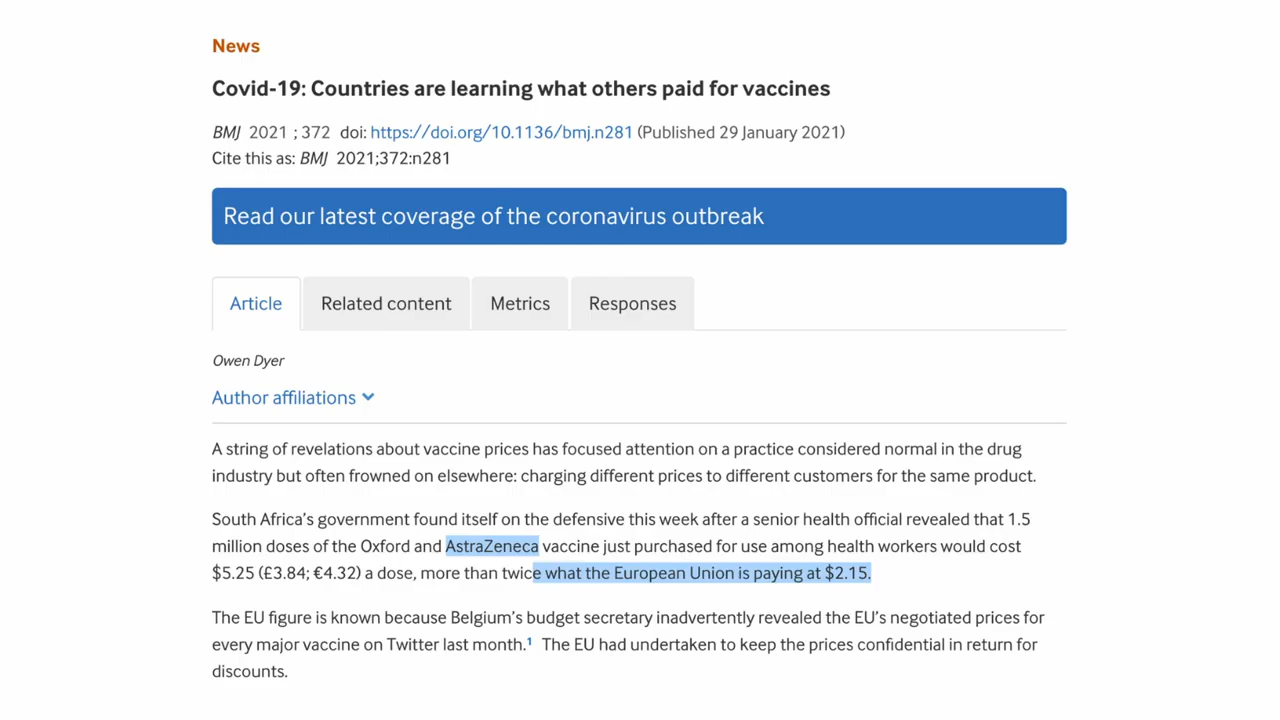 News
Covid-19: Countries are learning what others paid for vaccines
BMJ 2021 ; 372 doi: https://doi.org/10.1136/bmj.n281 (Published 29 January 2021)
Cite this as: BMJ 2021;372:n281
Read our latest coverage of the coronavirus outbreak
Article Related content Metrics Responses
Owen Dyer
Author affiliations
A string of revelations about vaccine prices has focused attention on a practice considered normal in the drug
industry but often frowned on elsewhere: charging different prices to different customers for the same product.
South Africa’s government found itself on the defensive this week after a senior health official revealed that 1.5
million doses of the Oxford and AstraZeneca vaccine just purchased for use among health workers would cost
$5.25 (£3.84; €4.32) a dose, more than twice what the European Union is paying at $2.15.
The EU figure is known because Belgium’s budget secretary inadvertently revealed the EU’s negotiated prices for
every major vaccine on Twitter last month.1 The EU had undertaken to keep the prices confidential in return for
discounts.